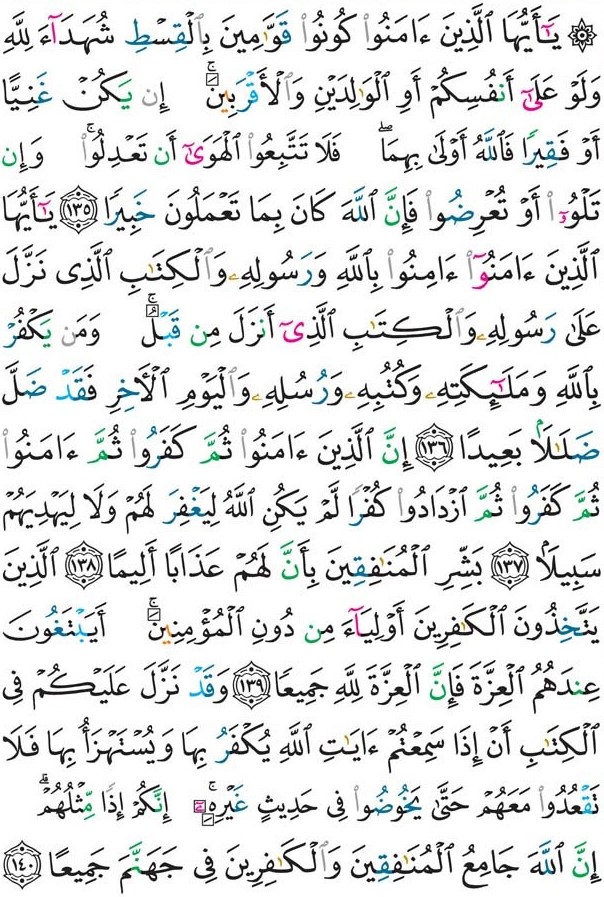 ۞ يَـٰٓأَيُّهَا ٱلَّذِينَ ءَامَنُوا۟ كُونُوا۟ قَوَّٰمِينَ بِٱلْقِسْطِ شُهَدَآءَ لِلَّهِ
وَلَوْ عَلَىٰٓ أَنفُسِكُمْ أَوِ ٱلْوَٰلِدَيْنِ وَٱلْأَقْرَبِينَ ۚ إِن يَكُنْ غَنِيًّا
أَوْ فَقِيرًا فَٱللَّهُ أَوْلَىٰ بِهِمَا ۖ فَلَا تَتَّبِعُوا۟ ٱلْهَوَىٰٓ أَن تَعْدِلُوا۟ ۚ وَإِن
تَلْوُۥٓا۟ أَوْ تُعْرِضُوا۟ فَإِنَّ ٱللَّهَ كَانَ بِمَا تَعْمَلُونَ خَبِيرًا ١٣٥ يَـٰٓأَيُّهَا
ٱلَّذِينَ ءَامَنُوٓا۟ ءَامِنُوا۟ بِٱللَّهِ وَرَسُولِهِۦ وَٱلْكِتَـٰبِ ٱلَّذِى نَزَّلَ
عَلَىٰ رَسُولِهِۦ وَٱلْكِتَـٰبِ ٱلَّذِىٓ أَنزَلَ مِن قَبْلُ ۚ وَمَن يَكْفُرْ
بِٱللَّهِ وَمَلَـٰٓئِكَتِهِۦ وَكُتُبِهِۦ وَرُسُلِهِۦ وَٱلْيَوْمِ ٱلْـَٔاخِرِ فَقَدْ ضَلَّ
ضَلَـٰلًۢا بَعِيدًا ١٣٦ إِنَّ ٱلَّذِينَ ءَامَنُوا۟ ثُمَّ كَفَرُوا۟ ثُمَّ ءَامَنُوا۟
ثُمَّ كَفَرُوا۟ ثُمَّ ٱزْدَادُوا۟ كُفْرًا لَّمْ يَكُنِ ٱللَّهُ لِيَغْفِرَ لَهُمْ وَلَا لِيَهْدِيَهُمْ
سَبِيلًۢا ١٣٧ بَشِّرِ ٱلْمُنَـٰفِقِينَ بِأَنَّ لَهُمْ عَذَابًا أَلِيمًا ١٣٨ ٱلَّذِينَ
يَتَّخِذُونَ ٱلْكَـٰفِرِينَ أَوْلِيَآءَ مِن دُونِ ٱلْمُؤْمِنِينَ ۚ أَيَبْتَغُونَ
عِندَهُمُ ٱلْعِزَّةَ فَإِنَّ ٱلْعِزَّةَ لِلَّهِ جَمِيعًا ١٣٩ وَقَدْ نَزَّلَ عَلَيْكُمْ فِى
ٱلْكِتَـٰبِ أَنْ إِذَا سَمِعْتُمْ ءَايَـٰتِ ٱللَّهِ يُكْفَرُ بِهَا وَيُسْتَهْزَأُ بِهَا فَلَا
تَقْعُدُوا۟ مَعَهُمْ حَتَّىٰ يَخُوضُوا۟ فِى حَدِيثٍ غَيْرِهِۦٓ ۚ إِنَّكُمْ إِذًا مِّثْلُهُمْ ۗ
إِنَّ ٱللَّهَ جَامِعُ ٱلْمُنَـٰفِقِينَ وَٱلْكَـٰفِرِينَ فِى جَهَنَّمَ جَمِيعًا ١٤٠